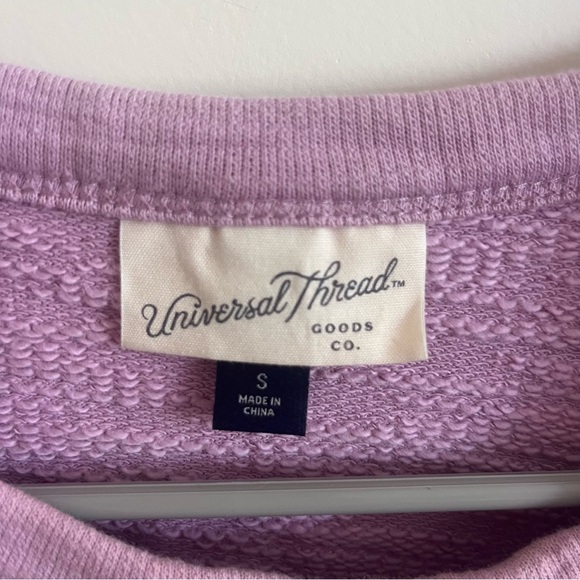 Universal Thread™
GOODS
CO.
S
MADE IN
CHINA